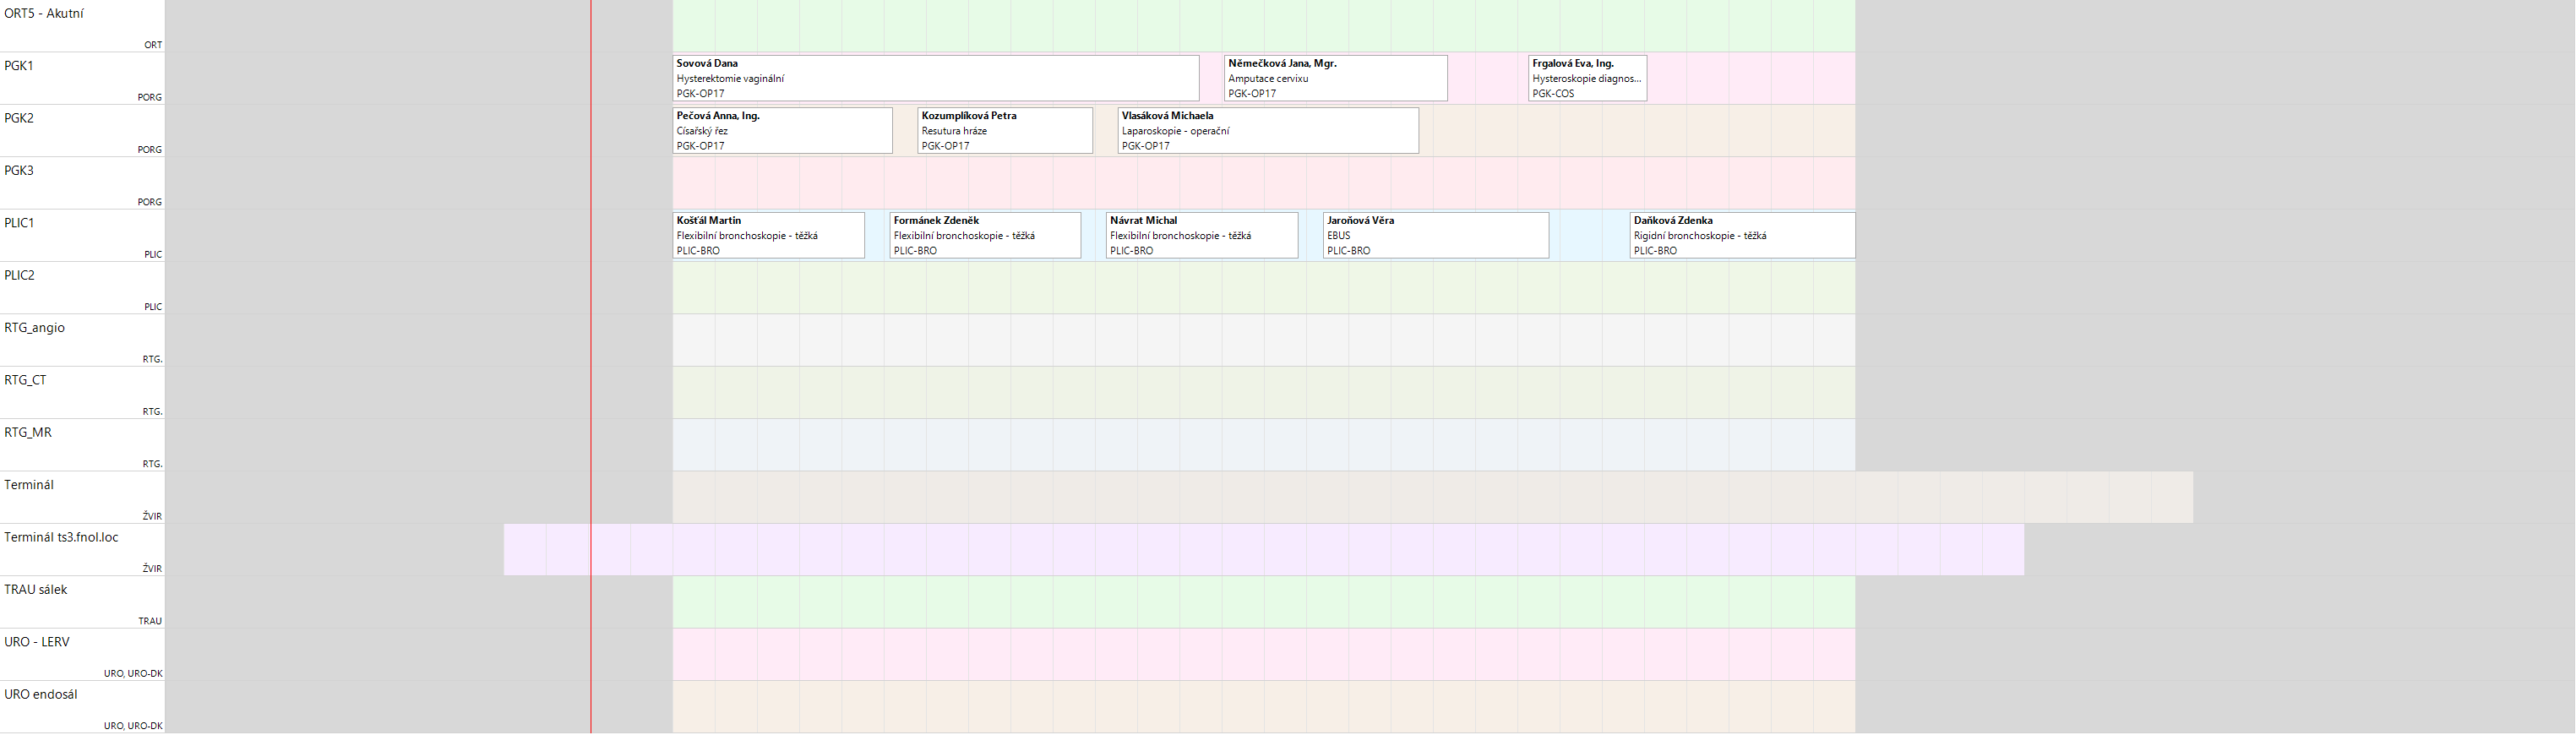 ORT5 - Akutní
ORT
PGK1
PORG
Sovová Dana
Hysterektomie vaginální
PGK-OP17
Němečková Jana, Mgr.
Amputace cervixu
PGK-OP17
Frgalová Eva, Ing.
Hysteroskopie diagnos...
PGK-COS
PGK2
PORG
Pečová Anna, Ing.
Císařský řez
PGK-OP17
Kozumplíková Petra
Resutura hráze
PGK-OP17
Vlasáková Michaela
Laparoskopie - operační
PGK-OP17
PGK3
PORG
PLIC1
PLIC
Košťál Martin
Flexibilní bronchoskopie - těžká
PLIC-BRO
Formánek Zdeněk
Flexibilní bronchoskopie - těžká
PLIC-BRO
Návrat Michal
Flexibilní bronchoskopie - těžká
PLIC-BRO
Jaroňová Věra
EBUS
PLIC-BRO
Daňková Zdenka
Rigidní bronchoskopie - těžká
PLIC-BRO
PLIC2
PLIC
RTG_angio
RTG.
RTG_CT
RTG.
RTG_MR
RTG.
Terminál
ŽVIR
Terminál ts3.fnol.loc
ŽVIR
TRAU sálek
TRAU
URO - LERV
URO, URO-DK
URO endosál
URO, URO-DK